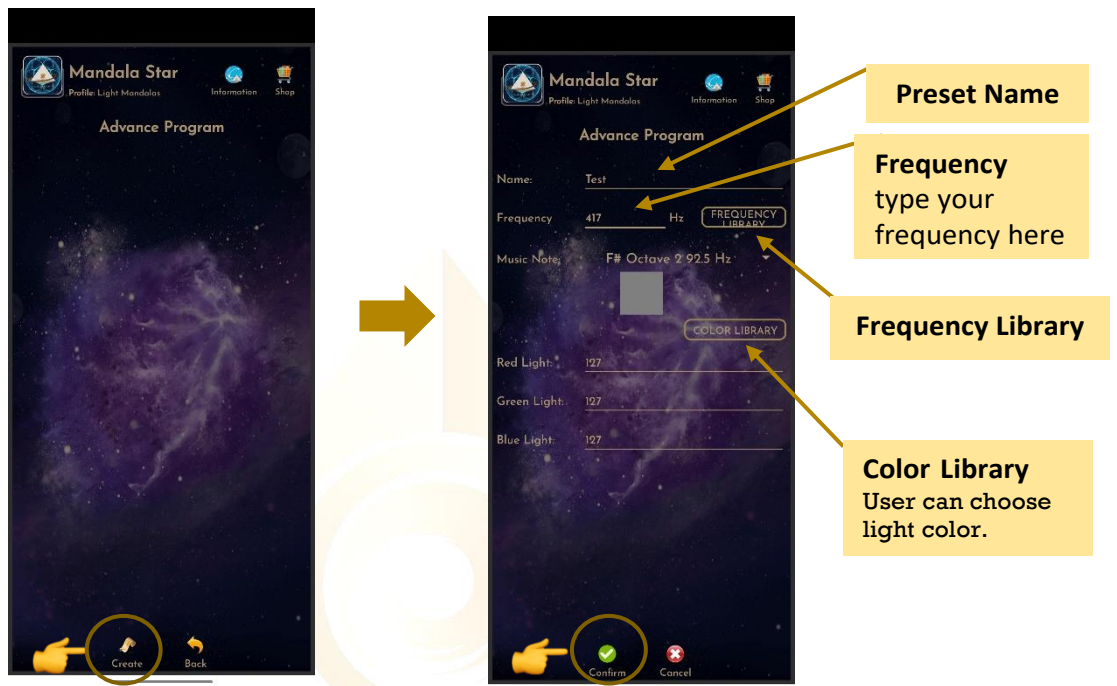 Mandala Star
Profile: Light Mandalas
Information
Shop
Advance Program
Create
Back
Mandala Star
Profile: Light Mandalas
Information
Shop
Advance Program
Name:
Test
Frequency
417
Hz
FREQUENCY
LIBRARY
Music Note:
F# Octave 2 92.5 Hz
COLOR LIBRARY
Red Light:
127
Green Light:
127
Blue Light:
127
Confirm
Cancel
Preset Name
Frequency
type your
frequency here
Frequency Library
Color Library
User can choose
light color.